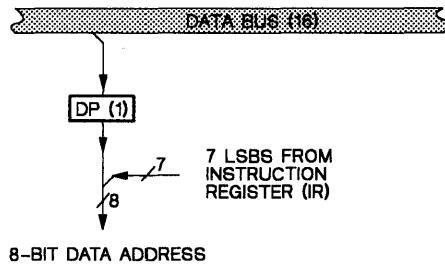 DATA BUS (16)
DP (1)
7
7 LSBS FROM
INSTRUCTION
REGISTER (IR)
8
8-BIT DATA ADDRESS